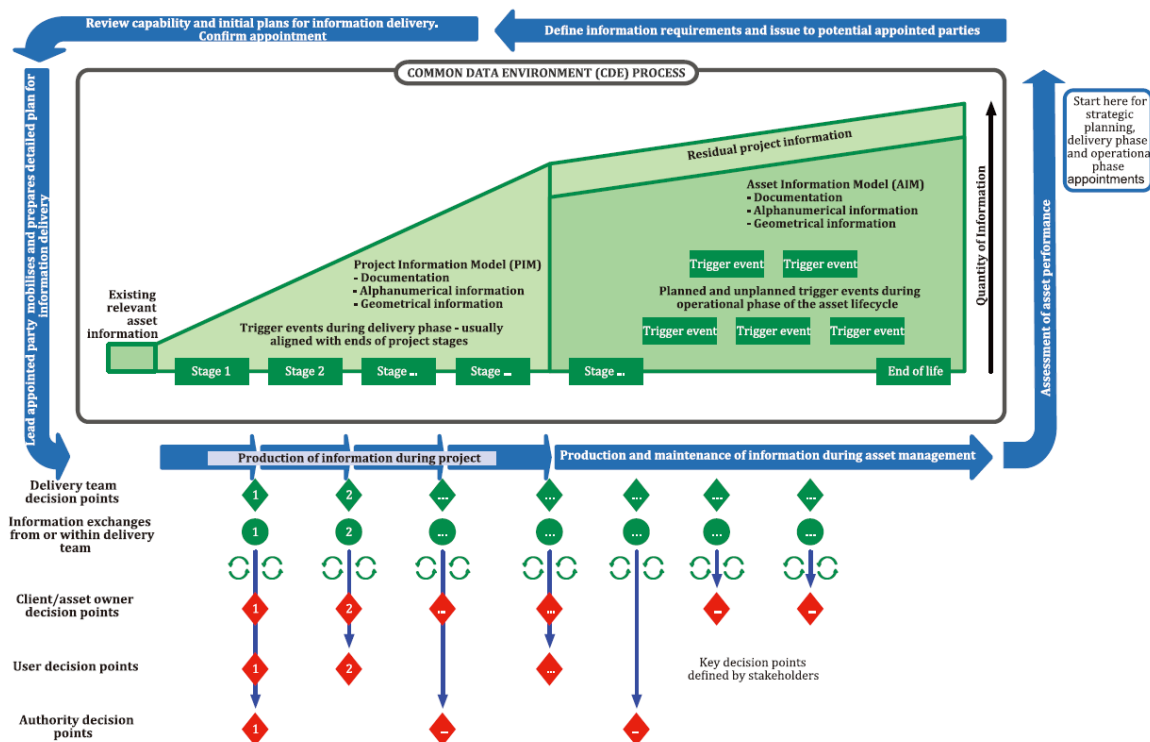 Review capability and initial plans for information delivery.
Confirm appointment
Define information requirements and issue to potential appointed parties
Lead appointed party mobilises and prepares detailed plan for
information delivery
COMMON DATA ENVIRONMENT (CDE) PROCESS
Start here for
strategic
planning,
delivery phase
and operational
phase
appointments
Residual project information
Quantity of Information
Asset Information Model (AIM)
- Documentation
- Alphanumerical information
- Geometrical information
Trigger event
Trigger event
Planned and unplanned trigger events during
operational phase of the asset lifecycle
Trigger event
Trigger event
Trigger event
Project Information Model (PIM)
- Documentation
- Alphanumerical information
- Geometrical information
Existing
relevant
asset
information
Trigger events during delivery phase - usually
aligned with ends of project stages
Stage 1
Stage 2
Stage ...
Stage ...
Stage ...
End of life
Assessment of asset performance
Production of information during project
Production and maintenance of information during asset management
Delivery team
decision points
1
2
...
...
...
...
...
Information exchanges
from or within delivery
team
1
2
...
...
...
...
...
Client/asset owner
decision points
1
2
...
...
...
...
User decision points
1
2
...
Key decision points
defined by stakeholders
Authority decision
points
1
...
...